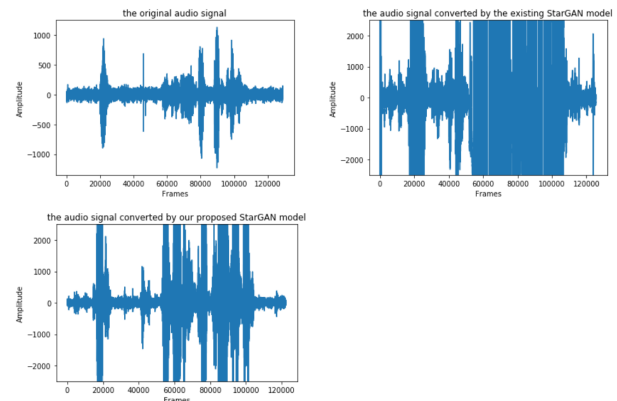 the original audio signal
1000
500
0
−500
−1000
Amplitude
0 20000 40000 60000 80000 100000 120000
Frames
the audio signal converted by the existing StarGAN model
2000
1000
0
−1000
−2000
Amplitude
0 20000 40000 60000 80000 100000 120000
Frames
the audio signal converted by our proposed StarGAN model
2000
1000
0
−1000
−2000
Amplitude
0 20000 40000 60000 80000 100000 120000
Frames